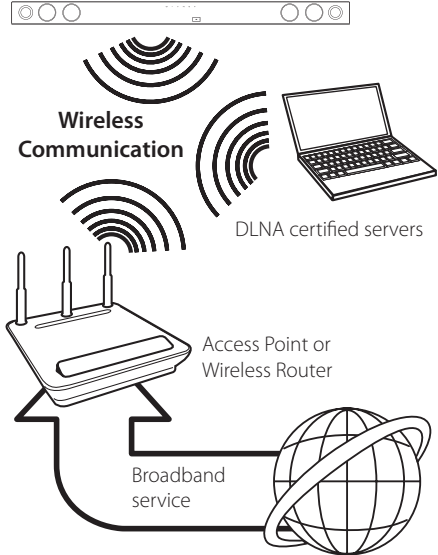 Wireless
Communication
DLNA certified servers
Access Point or
Wireless Router
Broadband
service